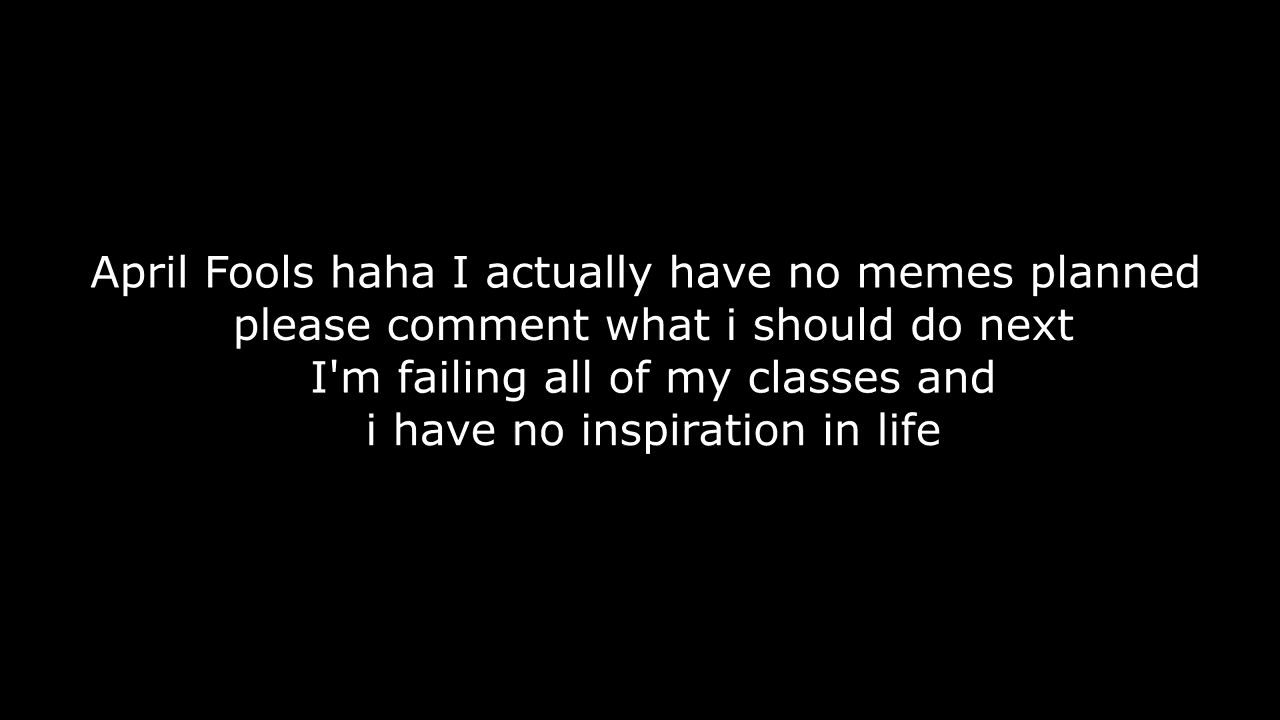 April Fools haha I actually have no memes planned
please comment what i should do next
I'm failing all of my classes and
i have no inspiration in life